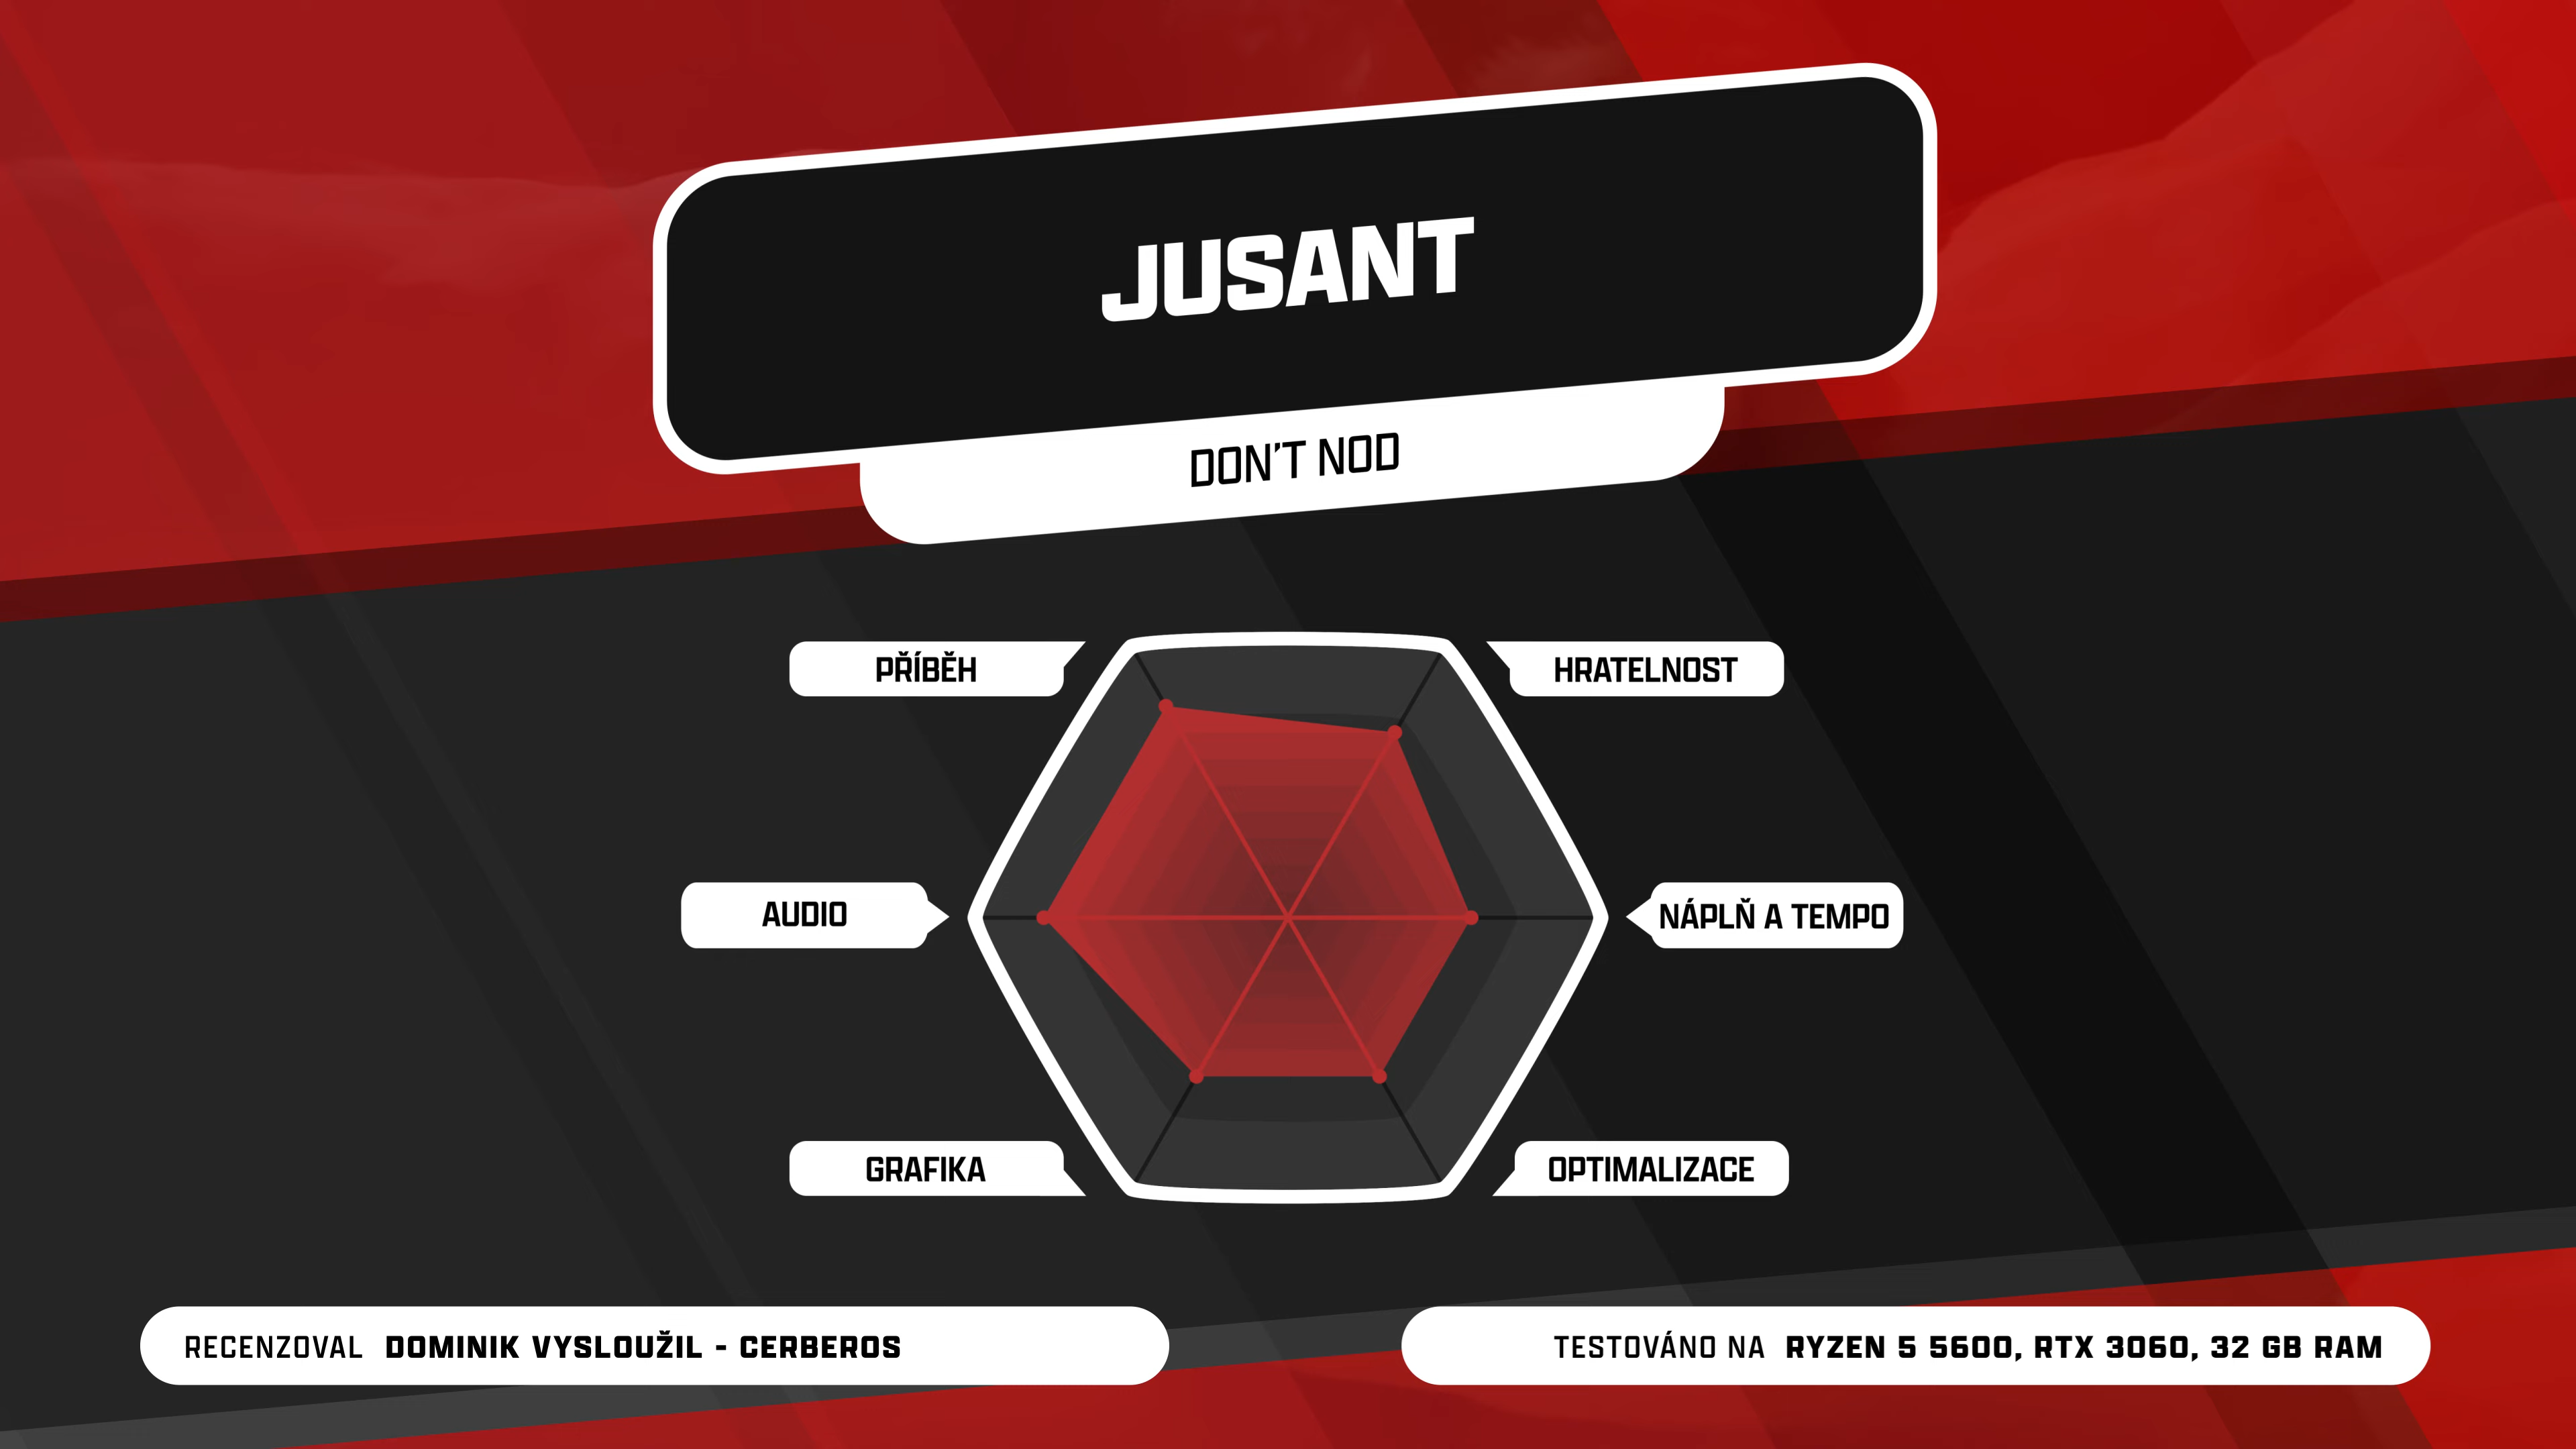 JUSANT
DON'T NOD
PŘÍBĚH
HRATELNOST
AUDIO
NÁPLŇ A TEMPO
GRAFIKA
OPTIMALIZACE
RECENZOVAL DOMINIK VYSLOUŽIL - CERBEROS
TESTOVÁNO NA RYZEN 5 5600, RTX 3060, 32 GB RAM